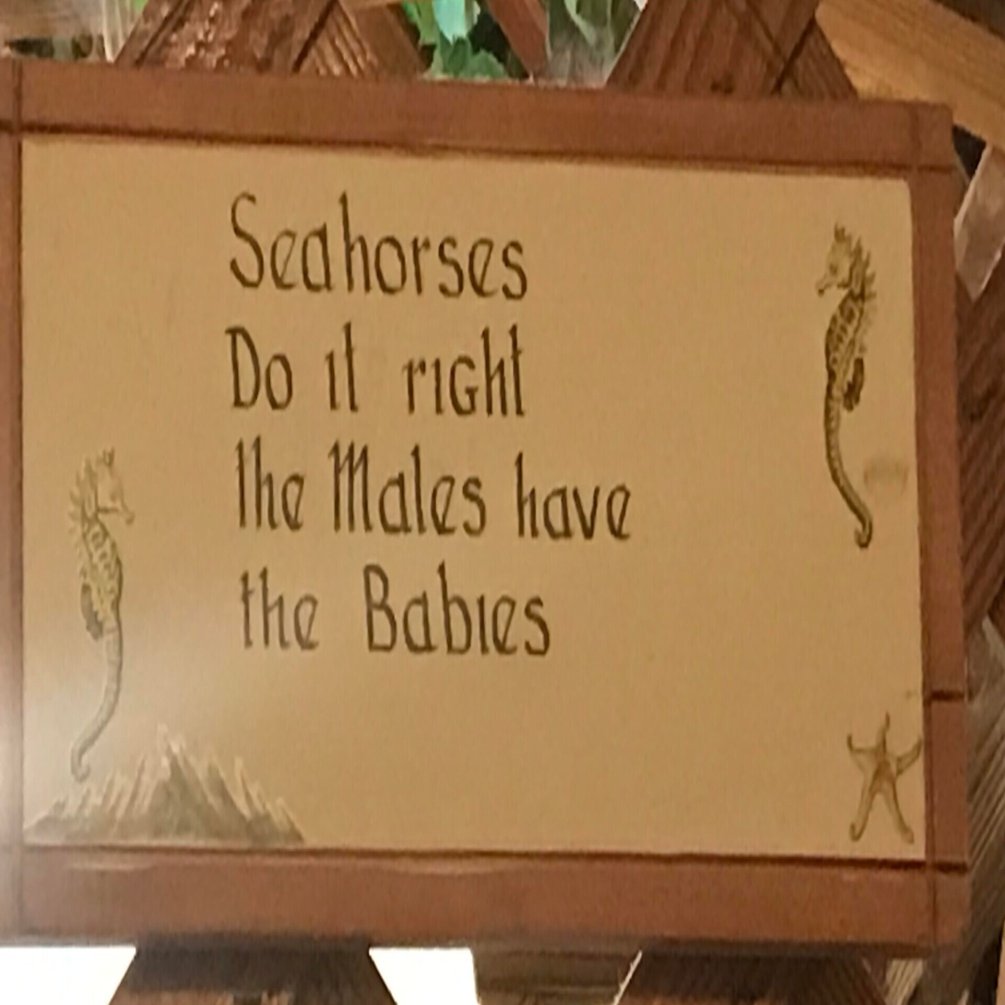 Seahorses
Do it right
the Males have
the Babies